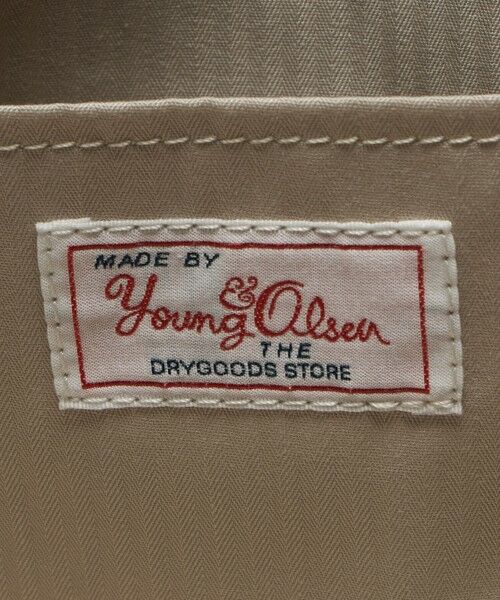 MADE BY
Young & Olsen
THE
DRYGOODS STORE